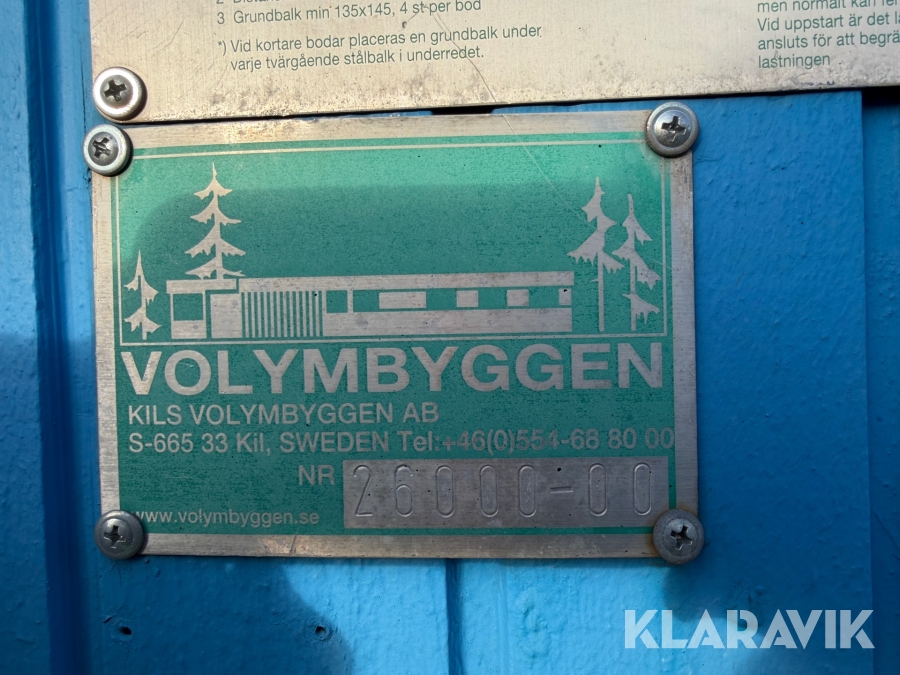 3 Grundbalk min 135x145, 4 st per bod
*) Vid kortare bodar placeras en grundbalk under
varje tvärgående stålbalk i underredet.
men normalt kan
Vid uppstart är det
ansluts för att
lastningen
VOLYMBYGGEN
KILS VOLYMBYGGEN AB
S-665 33 Kil, SWEDEN Tel:+46(0)554-68 80 00
NR 26000-00
www.volymbyggen.se
KLARAVIK